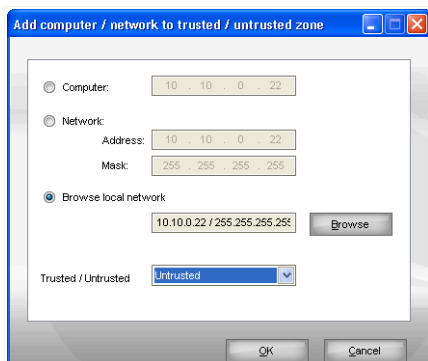 Add computer / network to trusted / untrusted zone
Computer: 10 . 10 . 0 . 22
Network:
Address: 10 . 10 . 0 . 22
Mask: 255 . 255 . 255 . 255
Browse local network
10.10.0.22 / 255.255.255.255 Browse
Trusted / Untrusted Untrusted
OK Cancel